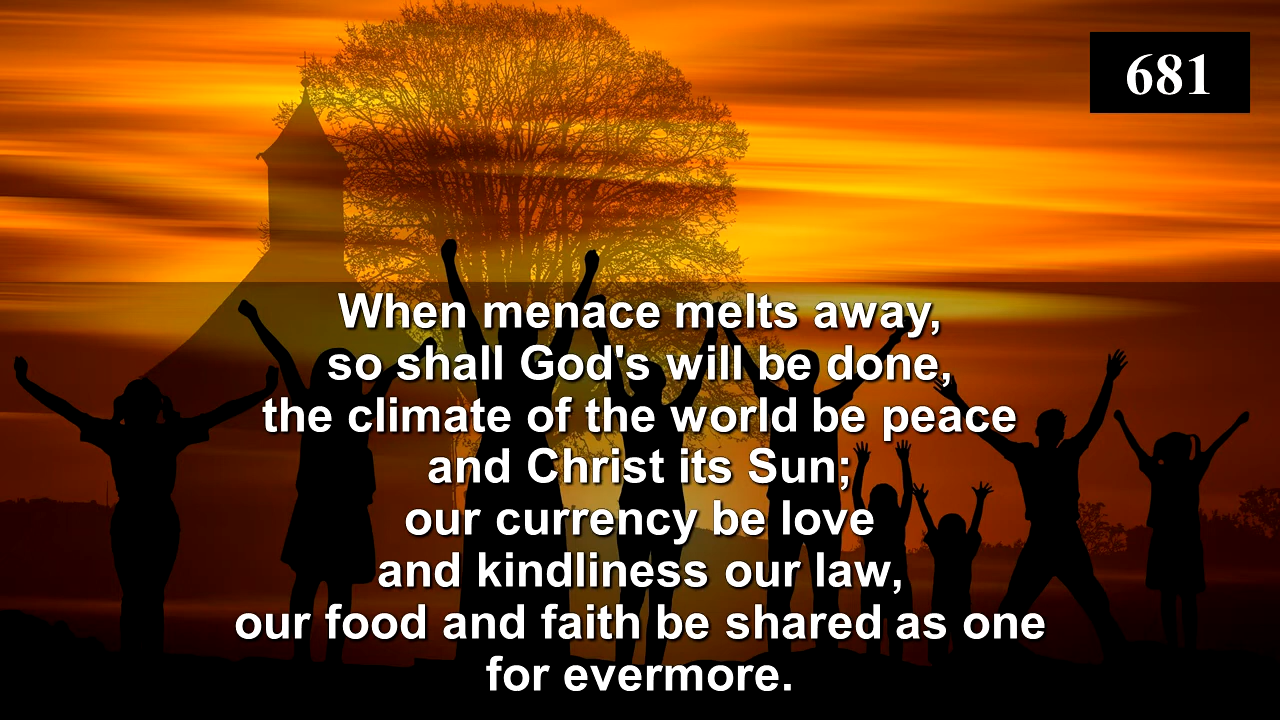 681
When menace melts away,
so shall God's will be done,
the climate of the world be peace
and Christ its Sun;
our currency be love
and kindliness our law,
our food and faith be shared as one
for evermore.